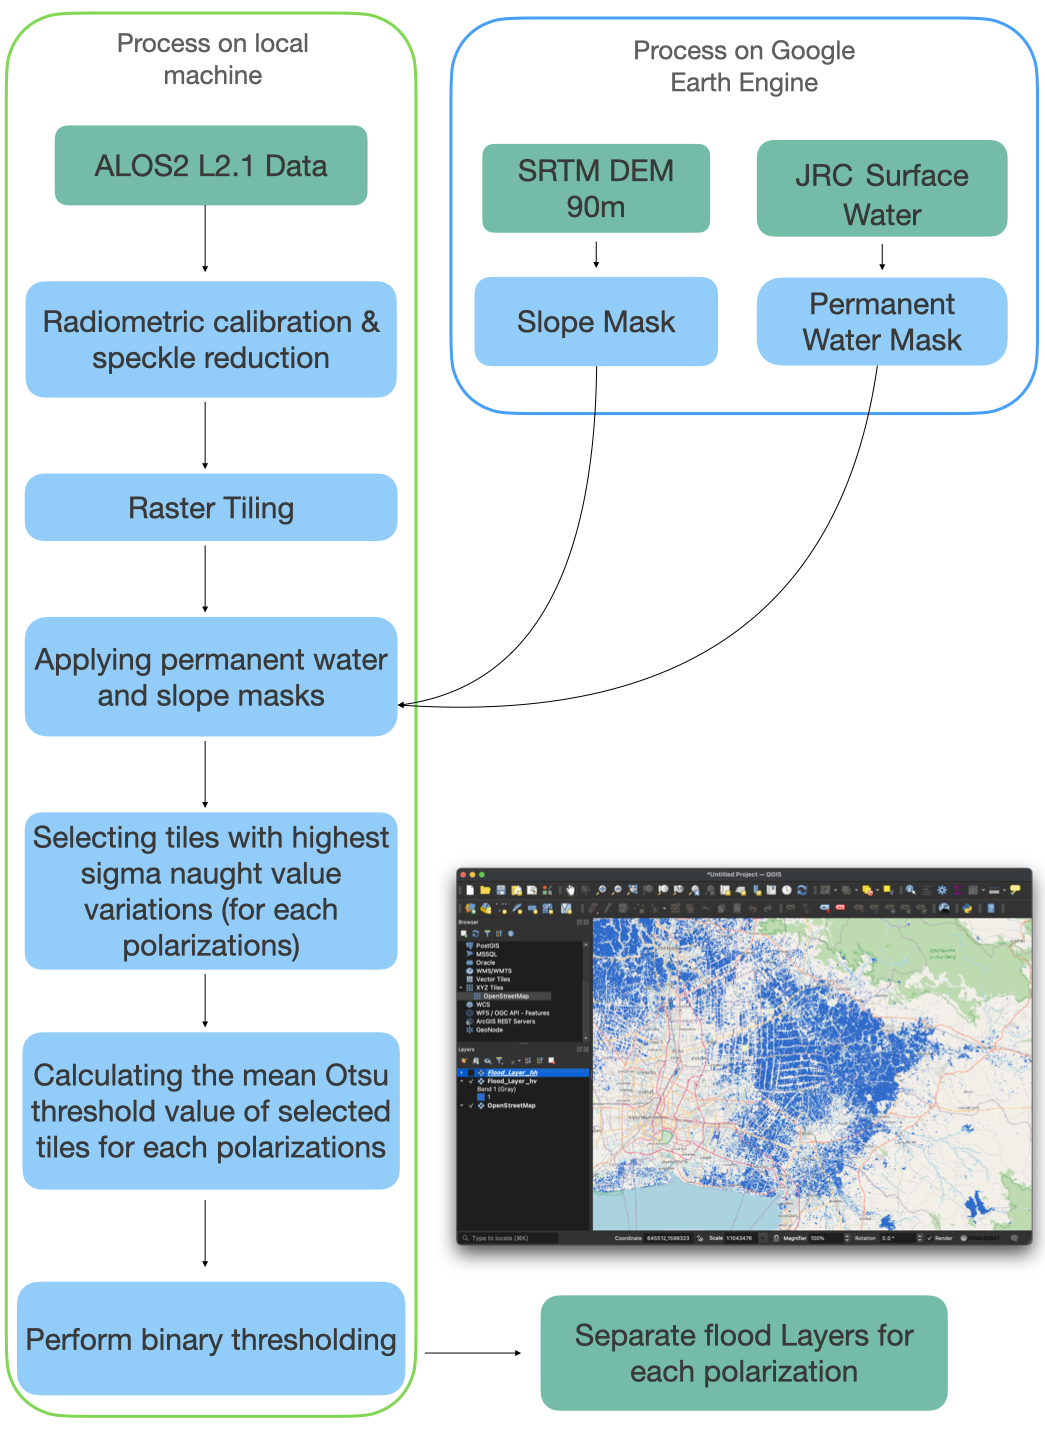 Process on local
machine
ALOS2 L2.1 Data
Radiometric calibration &
speckle reduction
Raster Tiling
Applying permanent water
and slope masks
Selecting tiles with highest
sigma naught value
variations (for each
polarizations)
Calculating the mean Otsu
threshold value of selected
tiles for each polarizations
Perform binary thresholding
Process on Google
Earth Engine
SRTM DEM
90m
Slope Mask
JRC Surface
Water
Permanent
Water Mask
*Untitled Project — QGIS
Browser
PostGIS
MSSQL
Oracle
WMS/WMTS
Vector Tiles
XYZ Tiles
OpenStreetMap
WCS
WFS / OGC API - Features
ArcGIS REST Servers
GeoNode
Layers
Flood_Layer_hh
Flood_Layer_hv
Band 1 (Gray)
1
OpenStreetMap
Type to locate (⌘K)
Coordinate 645512,1598323 Scale 1:1043476 Magnifier 100% Rotation 0.0 ° Render
Separate flood Layers for
each polarization